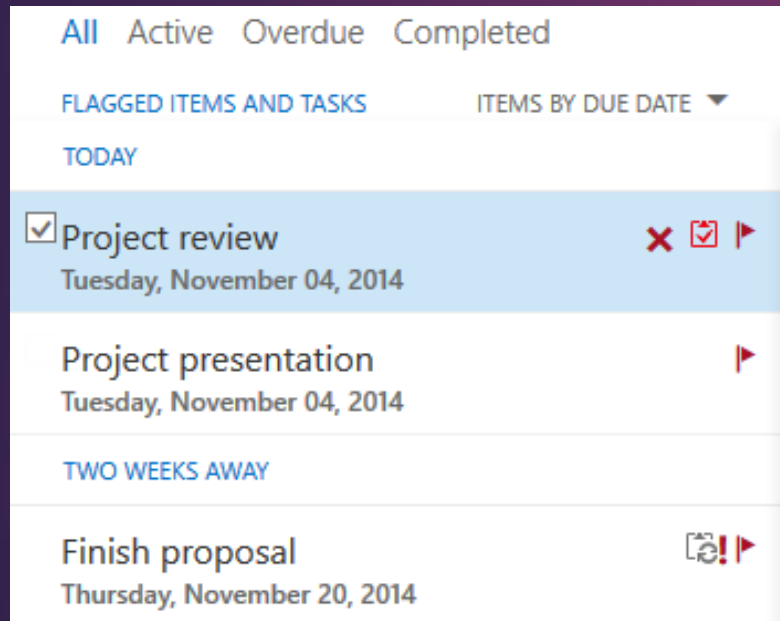 All Active Overdue Completed
FLAGGED ITEMS AND TASKS ITEMS BY DUE DATE
TODAY
Project review
Tuesday, November 04, 2014
Project presentation
Tuesday, November 04, 2014
TWO WEEKS AWAY
Finish proposal
Thursday, November 20, 2014